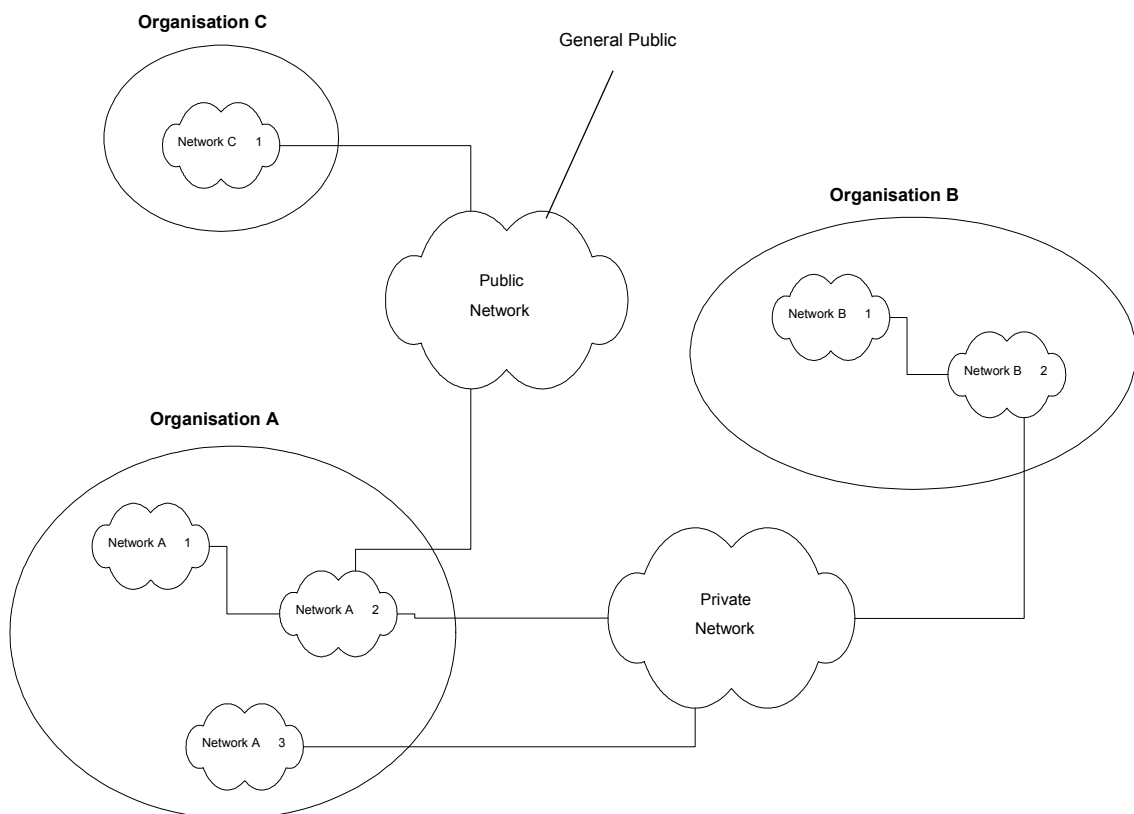 Organisation C
General Public
Network C 1
Organisation B
Public
Network
Network B 1
Network B 2
Organisation A
Network A 1
Network A 2
Private
Network
Network A 3